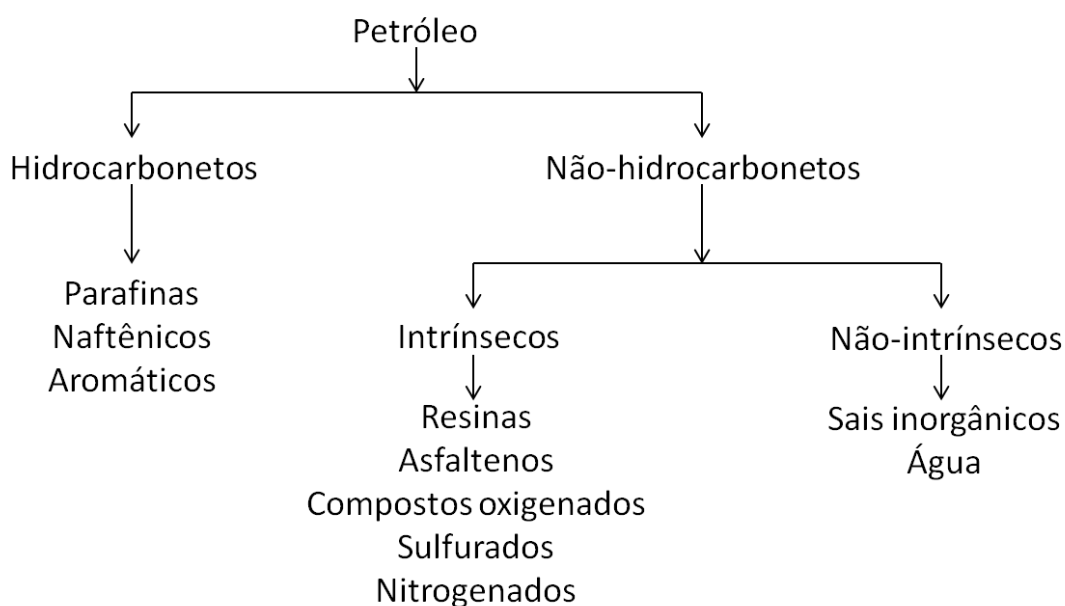 Petróleo
Hidrocarbonetos
Não-hidrocarbonetos
Parafinas
Naftênicos
Aromáticos
Intrínsecos
Não-intrínsecos
Resinas
Asfaltenos
Compostos oxigenados
Sulfurados
Nitrogenados
Sais inorgânicos
Água